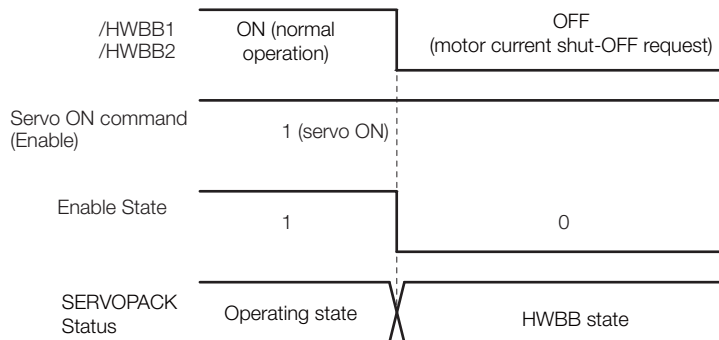 /HWBB1
/HWBB2
ON (normal
operation)
OFF
(motor current shut-OFF request)
Servo ON command
(Enable)
1 (servo ON)
Enable State
1
0
SERVOPACK
Status
Operating state
HWBB state